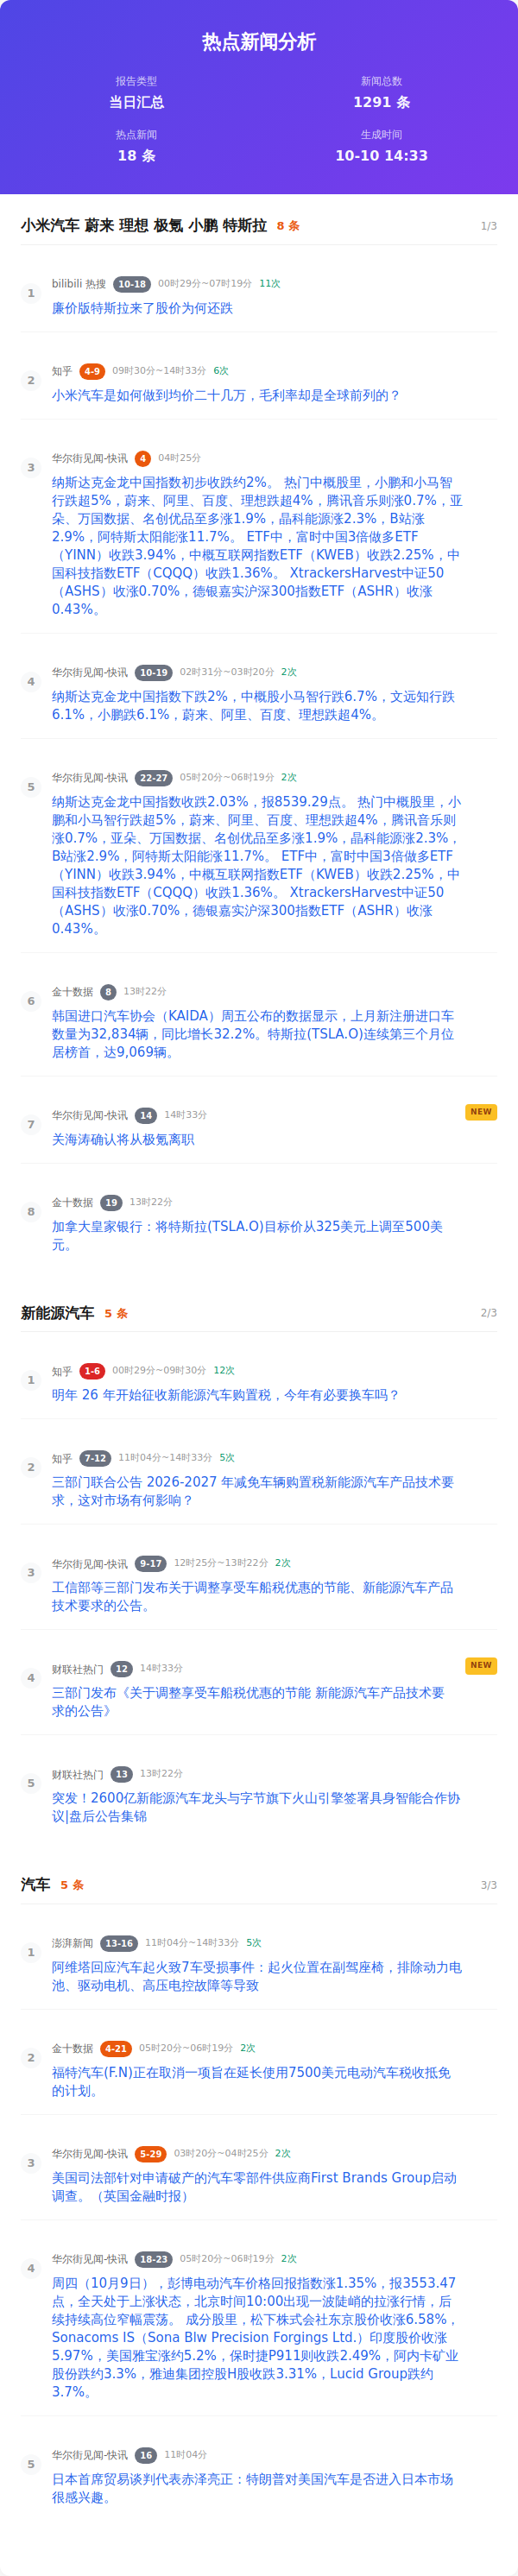 热点新闻分析
报告类型
新闻总数
当日汇总
1291 条
热点新闻
生成时间
18 条
10-10 14:33
小米汽车 蔚来 理想 极氪 小鹏 特斯拉 8 条 1/3
1
bilibili 热搜 10-18 00时29分~07时19分 11次
廉价版特斯拉来了股价为何还跌
2
知乎 4-9 09时30分~14时33分 6次
小米汽车是如何做到均价二十几万，毛利率却是全球前列的？
3
华尔街见闻-快讯 4 04时25分
纳斯达克金龙中国指数初步收跌约2%。 热门中概股里，小鹏和小马智
行跌超5%，蔚来、阿里、百度、理想跌超4%，腾讯音乐则涨0.7%，亚
朵、万国数据、名创优品至多涨1.9%，晶科能源涨2.3%，B站涨
2.9%，阿特斯太阳能涨11.7%。 ETF中，富时中国3倍做多ETF
（YINN）收跌3.94%，中概互联网指数ETF（KWEB）收跌2.25%，中
国科技指数ETF（CQQQ）收跌1.36%。 XtrackersHarvest中证50
（ASHS）收涨0.70%，德银嘉实沪深300指数ETF（ASHR）收涨
0.43%。
4
华尔街见闻-快讯 10-19 02时31分~03时20分 2次
纳斯达克金龙中国指数下跌2%，中概股小马智行跌6.7%，文远知行跌
6.1%，小鹏跌6.1%，蔚来、阿里、百度、理想跌超4%。
5
华尔街见闻-快讯 22-27 05时20分~06时19分 2次
纳斯达克金龙中国指数收跌2.03%，报8539.29点。 热门中概股里，小
鹏和小马智行跌超5%，蔚来、阿里、百度、理想跌超4%，腾讯音乐则
涨0.7%，亚朵、万国数据、名创优品至多涨1.9%，晶科能源涨2.3%，
B站涨2.9%，阿特斯太阳能涨11.7%。 ETF中，富时中国3倍做多ETF
（YINN）收跌3.94%，中概互联网指数ETF（KWEB）收跌2.25%，中
国科技指数ETF（CQQQ）收跌1.36%。 XtrackersHarvest中证50
（ASHS）收涨0.70%，德银嘉实沪深300指数ETF（ASHR）收涨
0.43%。
6
金十数据 8 13时22分
韩国进口汽车协会（KAIDA）周五公布的数据显示，上月新注册进口车
数量为32,834辆，同比增长32.2%。特斯拉(TSLA.O)连续第三个月位
居榜首，达9,069辆。
7
华尔街见闻-快讯 14 14时33分 NEW
关海涛确认将从极氪离职
8
金十数据 19 13时22分
加拿大皇家银行：将特斯拉(TSLA.O)目标价从325美元上调至500美
元。
新能源汽车 5 条 2/3
1
知乎 1-6 00时29分~09时30分 12次
明年 26 年开始征收新能源汽车购置税，今年有必要换车吗？
2
知乎 7-12 11时04分~14时33分 5次
三部门联合公告 2026-2027 年减免车辆购置税新能源汽车产品技术要
求，这对市场有何影响？
3
华尔街见闻-快讯 9-17 12时25分~13时22分 2次
工信部等三部门发布关于调整享受车船税优惠的节能、新能源汽车产品
技术要求的公告。
4
财联社热门 12 14时33分 NEW
三部门发布《关于调整享受车船税优惠的节能 新能源汽车产品技术要
求的公告》
5
财联社热门 13 13时22分
突发！2600亿新能源汽车龙头与字节旗下火山引擎签署具身智能合作协
议|盘后公告集锦
汽车 5 条 3/3
1
澎湃新闻 13-16 11时04分~14时33分 5次
阿维塔回应汽车起火致7车受损事件：起火位置在副驾座椅，排除动力电
池、驱动电机、高压电控故障等导致
2
金十数据 4-21 05时20分~06时19分 2次
福特汽车(F.N)正在取消一项旨在延长使用7500美元电动汽车税收抵免
的计划。
3
华尔街见闻-快讯 5-29 03时20分~04时25分 2次
美国司法部针对申请破产的汽车零部件供应商First Brands Group启动
调查。（英国金融时报）
4
华尔街见闻-快讯 18-23 05时20分~06时19分 2次
周四（10月9日），彭博电动汽车价格回报指数涨1.35%，报3553.47
点，全天处于上涨状态，北京时间10:00出现一波陡峭的拉涨行情，后
续持续高位窄幅震荡。 成分股里，松下株式会社东京股价收涨6.58%，
Sonacoms IS（Sona Blw Precision Forgings Ltd.）印度股价收涨
5.97%，美国雅宝涨约5.2%，保时捷P911则收跌2.49%，阿内卡矿业
股份跌约3.3%，雅迪集团控股H股收跌3.31%，Lucid Group跌约
3.7%。
5
华尔街见闻-快讯 16 11时04分
日本首席贸易谈判代表赤泽亮正：特朗普对美国汽车是否进入日本市场
很感兴趣。